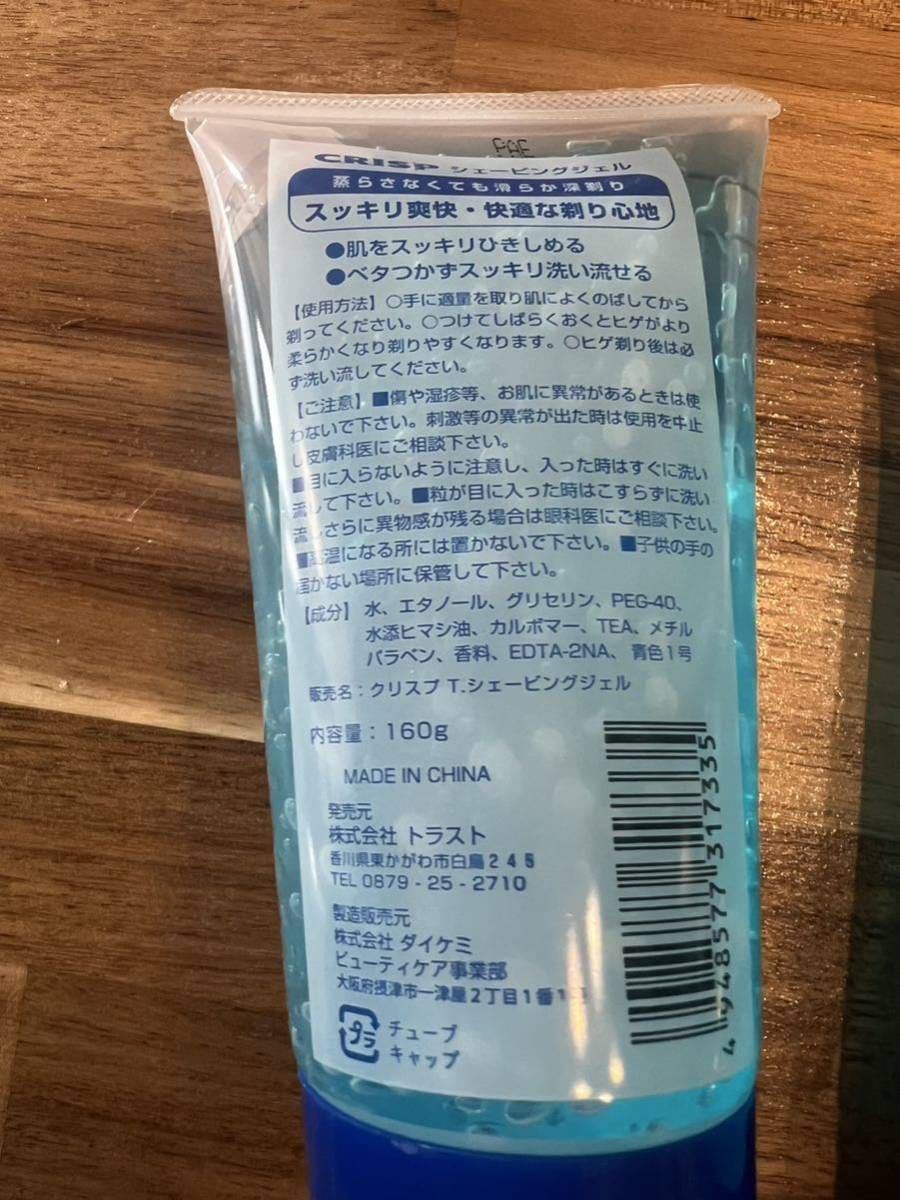 CRISP シェービングジェル
蒸らさなくても滑らか深剃り
スッキリ爽快・快適な剃り心地
●肌をスッキリひきしめる
●ベタつかずスッキリ洗い流せる
【使用方法】○手に適量を取り肌によくのばしてから
剃ってください。○つけてしばらくおくとヒゲがより
柔らかくなり剃りやすくなります。○ヒゲ剃り後は必
ず洗い流してください。
【ご注意】■傷や湿疹等、お肌に異常があるときは使
わないで下さい。刺激等の異常が出た時は使用を中止
し皮膚科医にご相談下さい。
■目に入らないように注意し、入った時はすぐに洗い
流して下さい。■粒が目に入った時はこすらずに洗い
流しさらに異物感が残る場合は眼科医にご相談下さい。
■高温になる所には置かないで下さい。■子供の手の
届かない場所に保管して下さい。
【成分】 水、エタノール、グリセリン、PEG-40、
水添ヒマシ油、カルボマー、TEA、メチル
パラベン、香料、EDTA-2NA、青色1号
販売名：クリスプ T.シェービングジェル
内容量：160g
MADE IN CHINA
発売元
株式会社 トラスト
香川県東かがわ市白鳥245
TEL 0879-25-2710
製造販売元
株式会社 ダイケミ
ビューティケア事業部
大阪府摂津市一津屋2丁目1番1
プラ
チューブ
キャップ
4948577317335